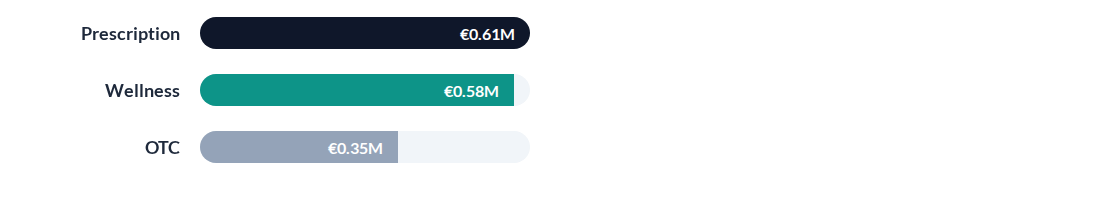 Prescription €0.61M
Wellness €0.58M
OTC €0.35M